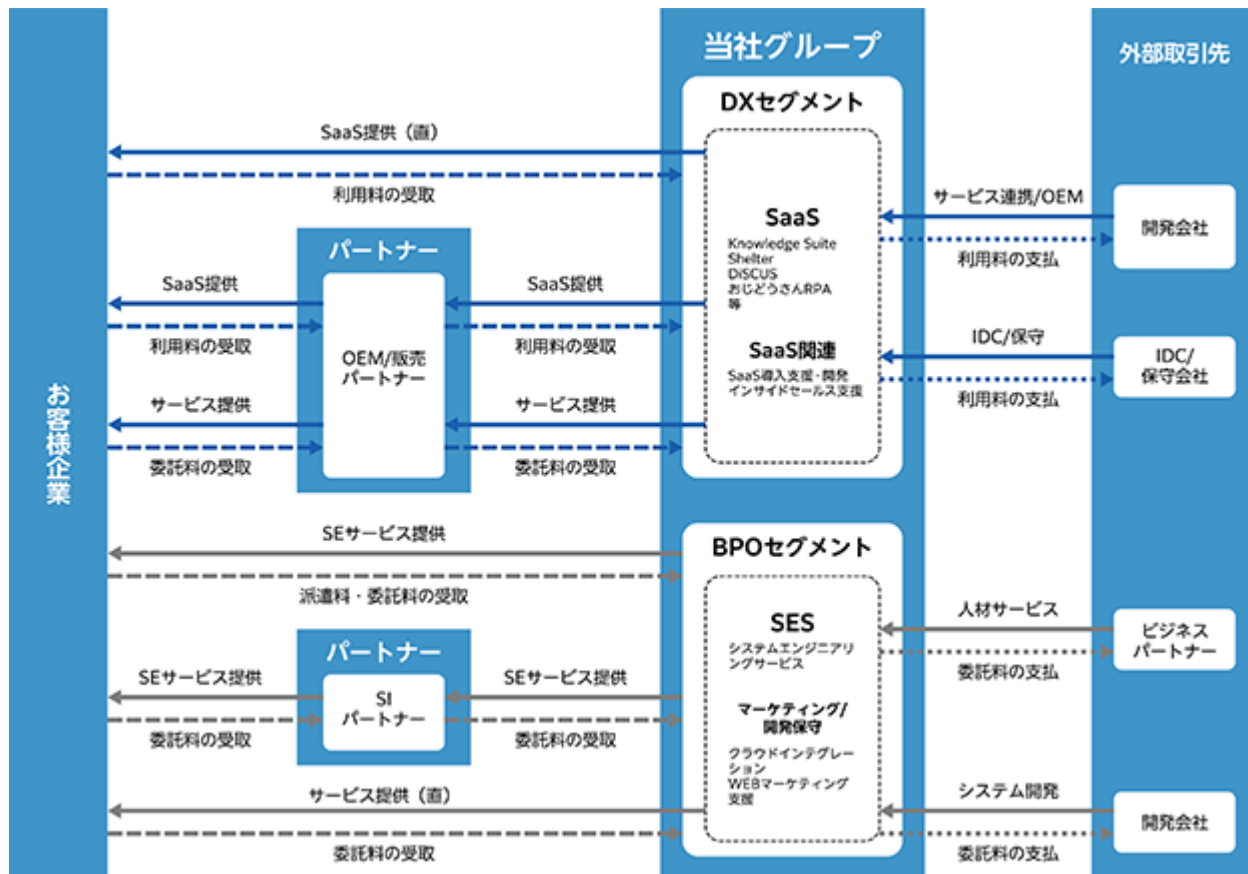 当社グループ
外部取引先
お客様企業
DXセグメント
SaaS提供（直）
利用料の受取
SaaS
Knowledge Suite
Shelter
DiSCUS
おじどうさんRPA
等
SaaS関連
SaaS導入支援・開発
インサイドセールス支援
サービス連携/OEM
利用料の支払
開発会社
IDC/保守
利用料の支払
IDC/
保守会社
パートナー
OEM/販売
パートナー
SaaS提供
利用料の受取
SaaS提供
利用料の受取
サービス提供
委託料の受取
サービス提供
委託料の受取
BPOセグメント
SEサービス提供
派遣料・委託料の受取
SES
システムエンジニアリ
ングサービス
マーケティング/
開発保守
クラウドインテグレー
ション
WEBマーケティング
支援
人材サービス
委託料の支払
ビジネス
パートナー
パートナー
SI
パートナー
SEサービス提供
委託料の受取
SEサービス提供
委託料の受取
サービス提供（直）
委託料の受取
システム開発
委託料の支払
開発会社